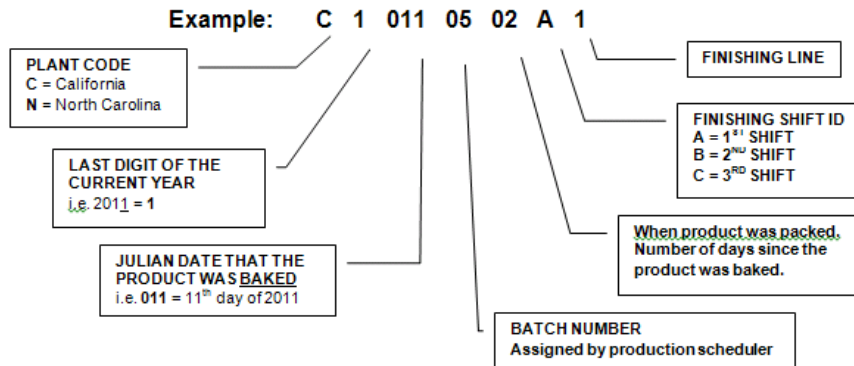 Example: C 1 011 05 02 A 1
PLANT CODE
C = California
N = North Carolina
FINISHING LINE
FINISHING SHIFT ID
A = 1ST SHIFT
B = 2ND SHIFT
C = 3RD SHIFT
LAST DIGIT OF THE
CURRENT YEAR
i.e. 2011 = 1
When product was packed.
Number of days since the
product was baked.
JULIAN DATE THAT THE
PRODUCT WAS BAKED
i.e. 011 = 11th day of 2011
BATCH NUMBER
Assigned by production scheduler